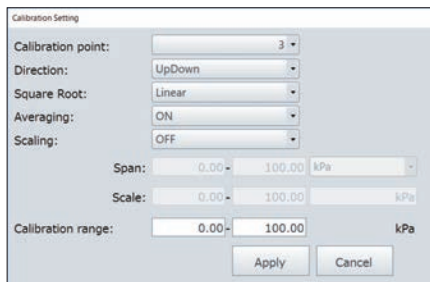 Calibration Setting
Calibration point: 3
Direction: UpDown
Square Root: Linear
Averaging: ON
Scaling: OFF
Span: 0.00 - 100.00 kPa
Scale: 0.00 - 100.00 kPa
Calibration range: 0.00 - 100.00 kPa
Apply Cancel